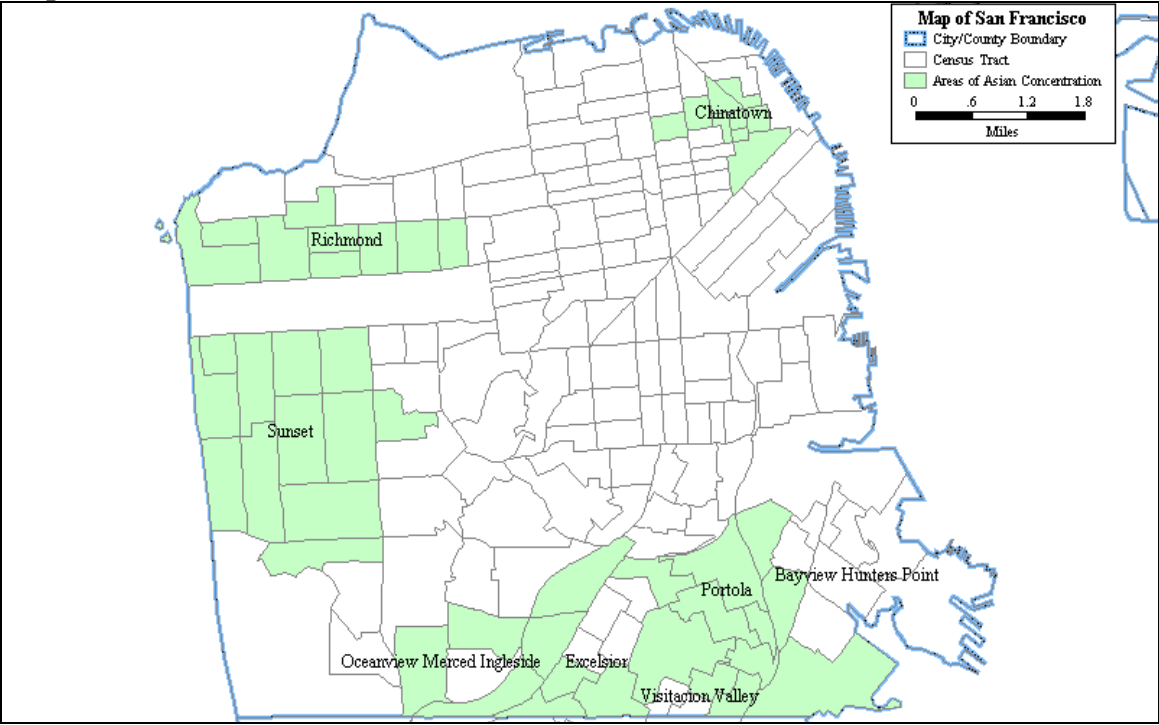 Map of San Francisco
City/County Boundary
Census Tract
Areas of Asian Concentration
0 .6 1.2 1.8
Miles
Chinatown
Richmond
Sunset
Bayview Hunters Point
Portola
Oceanview Merced Ingleside
Excelsior
Visitacion Valley